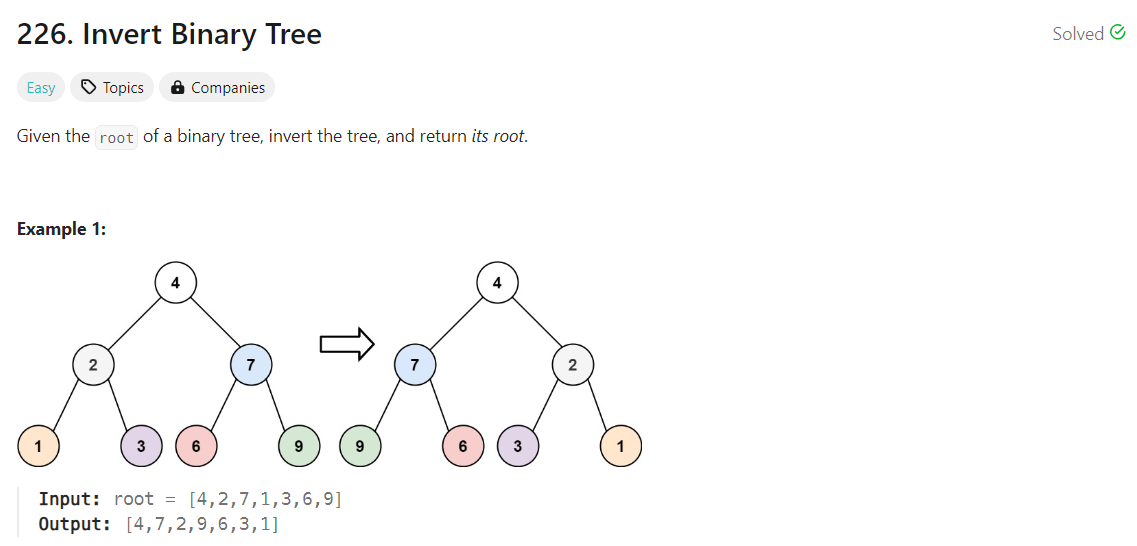 226. Invert Binary Tree
Solved
Easy
Topics
Companies
Given the root of a binary tree, invert the tree, and return its root.
Example 1:
4
4
2
7
7
2
1
3
6
9
9
6
3
1
Input: root = [4,2,7,1,3,6,9]
Output: [4,7,2,9,6,3,1]